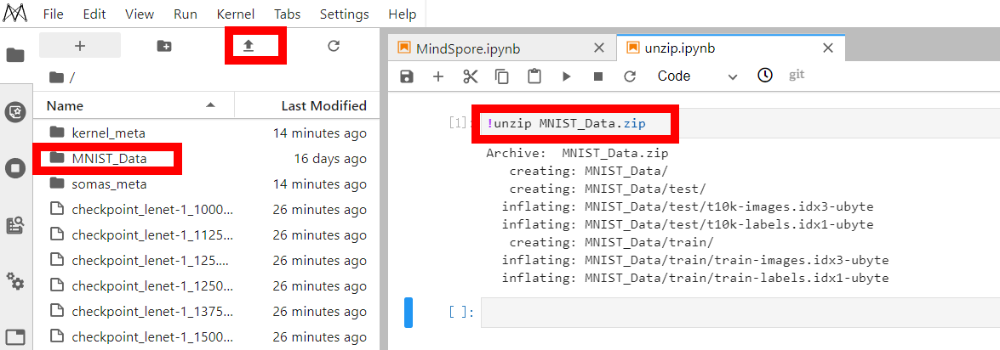 File Edit View Run Kernel Tabs Settings Help
/
Name Last Modified
kernel_meta 14 minutes ago
MNIST_Data 16 days ago
somas_meta 14 minutes ago
checkpoint_lenet-1_1000... 26 minutes ago
checkpoint_lenet-1_1125... 26 minutes ago
checkpoint_lenet-1_125.... 26 minutes ago
checkpoint_lenet-1_1250... 26 minutes ago
checkpoint_lenet-1_1375... 26 minutes ago
checkpoint_lenet-1_1500... 26 minutes ago
MindSpore.ipynb unzip.ipynb
Code git
[1]: !unzip MNIST_Data.zip
Archive:  MNIST_Data.zip
creating: MNIST_Data/
creating: MNIST_Data/test/
inflating: MNIST_Data/test/t10k-images.idx3-ubyte
inflating: MNIST_Data/test/t10k-labels.idx1-ubyte
creating: MNIST_Data/train/
inflating: MNIST_Data/train/train-images.idx3-ubyte
inflating: MNIST_Data/train/train-labels.idx1-ubyte
[ ]: